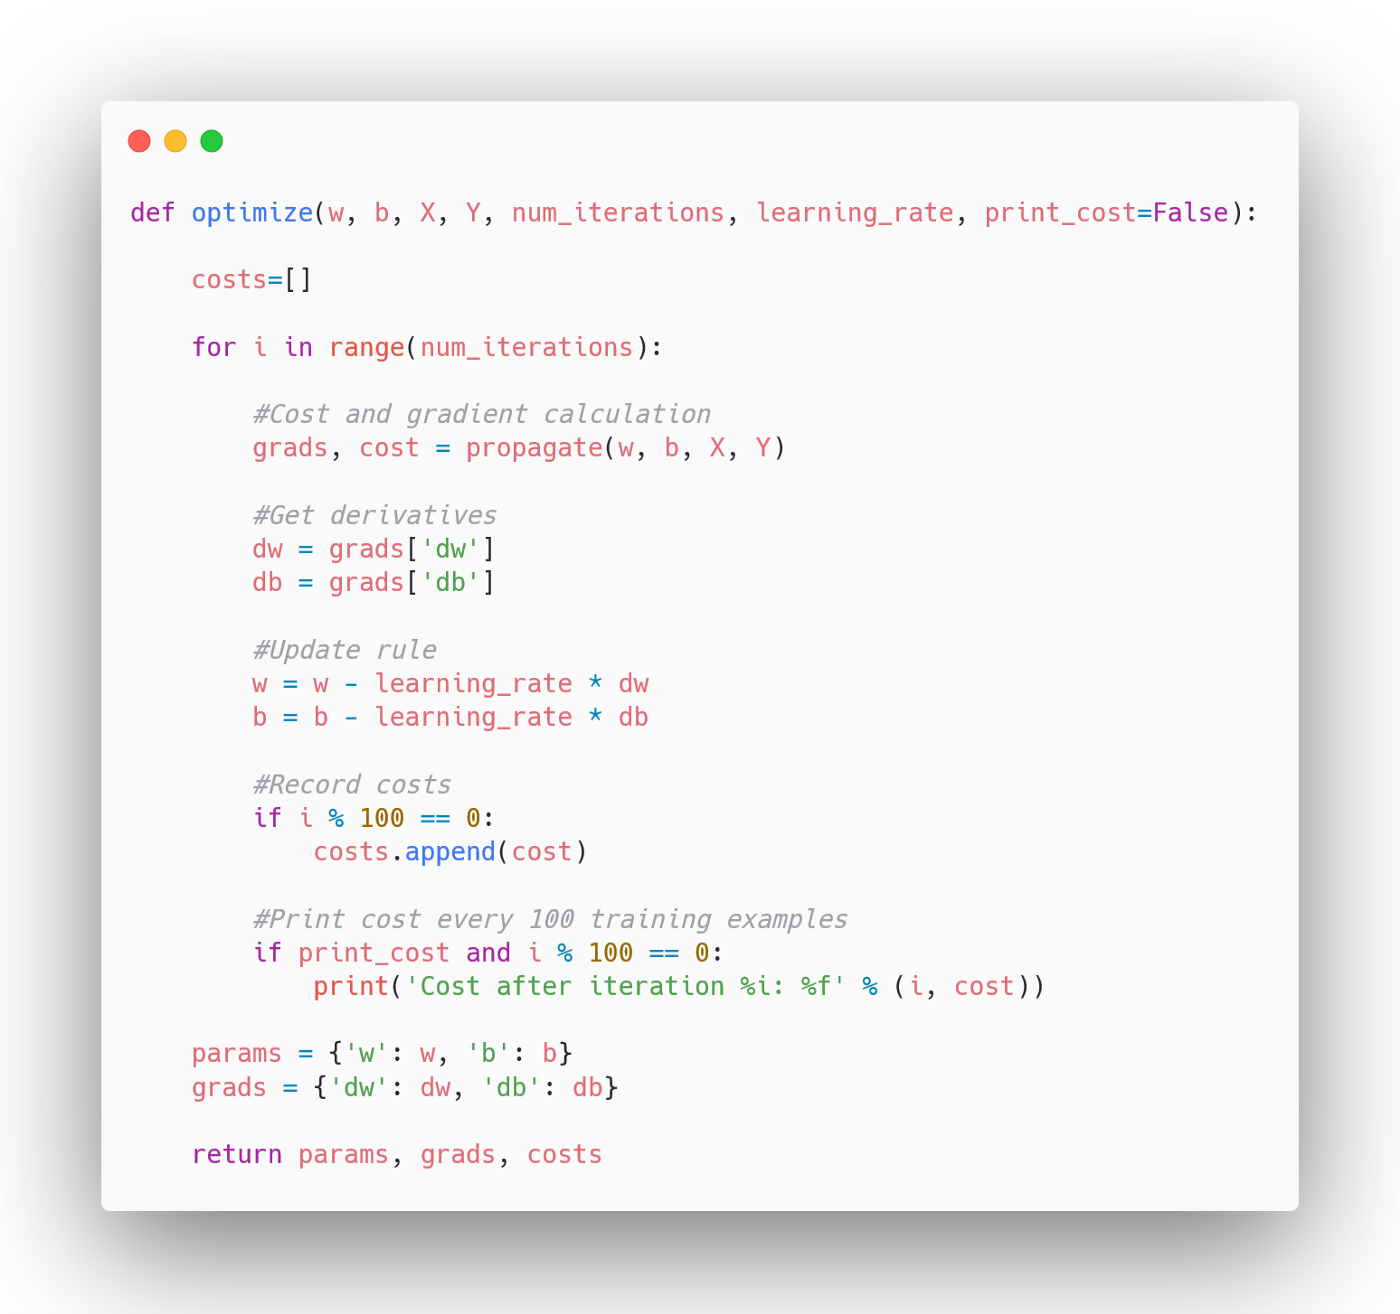 def optimize(w, b, X, Y, num_iterations, learning_rate, print_cost=False):
    costs=[]
    for i in range(num_iterations):
        #Cost and gradient calculation
        grads, cost = propagate(w, b, X, Y)
        #Get derivatives
        dw = grads['dw']
        db = grads['db']
        #Update rule
        w = w - learning_rate * dw
        b = b - learning_rate * db
        #Record costs
        if i % 100 == 0:
            costs.append(cost)
        #Print cost every 100 training examples
        if print_cost and i % 100 == 0:
            print('Cost after iteration %i: %f' % (i, cost))
    params = {'w': w, 'b': b}
    grads = {'dw': dw, 'db': db}
    return params, grads, costs